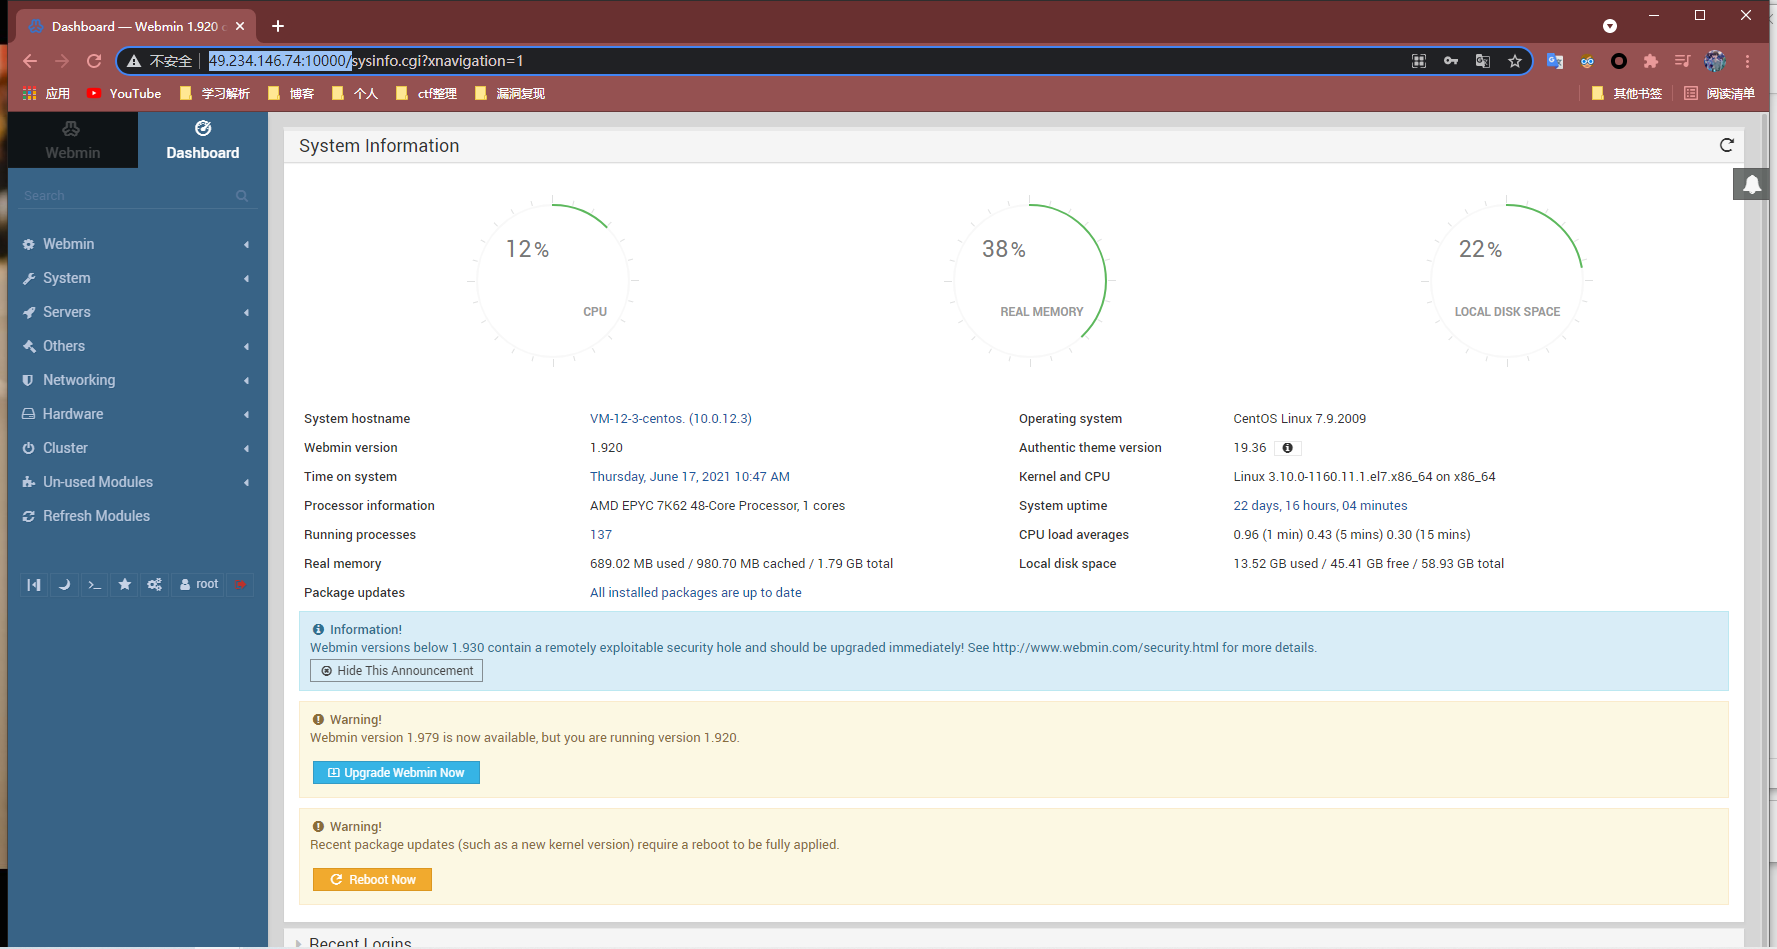 Dashboard — Webmin 1.920
不安全 49.234.146.74:10000/sysinfo.cgi?xnavigation=1
应用 YouTube 学习解析 博客 个人 ctf整理 漏洞复现 其他书签 阅读清单
Webmin Dashboard
Search
Webmin
System
Servers
Others
Networking
Hardware
Cluster
Un-used Modules
Refresh Modules
root
System Information
12%
CPU
38%
REAL MEMORY
22%
LOCAL DISK SPACE
System hostname VM-12-3-centos. (10.0.12.3) Operating system CentOS Linux 7.9.2009
Webmin version 1.920 Authentic theme version 19.36
Time on system Thursday, June 17, 2021 10:47 AM Kernel and CPU Linux 3.10.0-1160.11.1.el7.x86_64 on x86_64
Processor information AMD EPYC 7K62 48-Core Processor, 1 cores System uptime 22 days, 16 hours, 04 minutes
Running processes 137 CPU load averages 0.96 (1 min) 0.43 (5 mins) 0.30 (15 mins)
Real memory 689.02 MB used / 980.70 MB cached / 1.79 GB total Local disk space 13.52 GB used / 45.41 GB free / 58.93 GB total
Package updates All installed packages are up to date
Information!
Webmin versions below 1.930 contain a remotely exploitable security hole and should be upgraded immediately! See http://www.webmin.com/security.html for more details.
Hide This Announcement
Warning!
Webmin version 1.979 is now available, but you are running version 1.920.
Upgrade Webmin Now
Warning!
Recent package updates (such as a new kernel version) require a reboot to be fully applied.
Reboot Now
Recent Logins